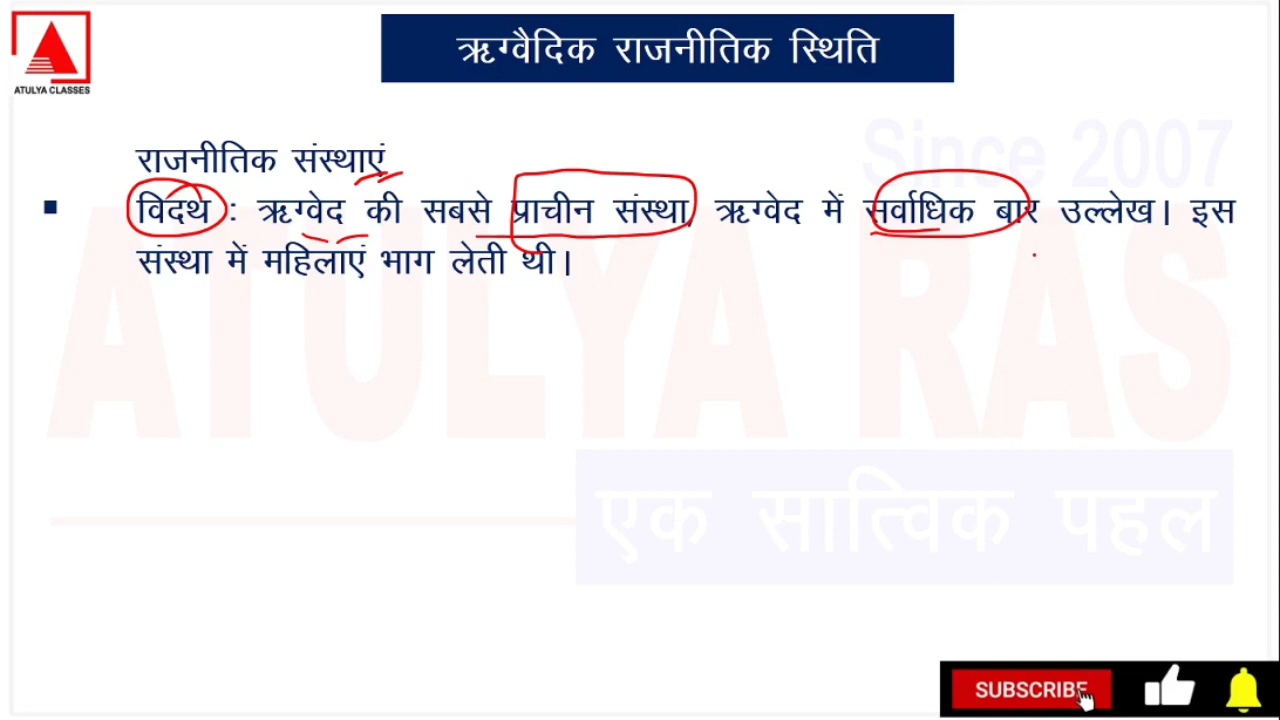 ऋग्वैदिक राजनीतिक स्थिति
ATULYA CLASSES
Since 2007
राजनीतिक संस्थाएं
▪ विदथ : ऋग्वेद की सबसे प्राचीन संस्था, ऋग्वेद में सर्वाधिक बार उल्लेख। इस
संस्था में महिलाएं भाग लेती थी।
ATULYA RAS
एक सात्विक पहल
SUBSCRIBE